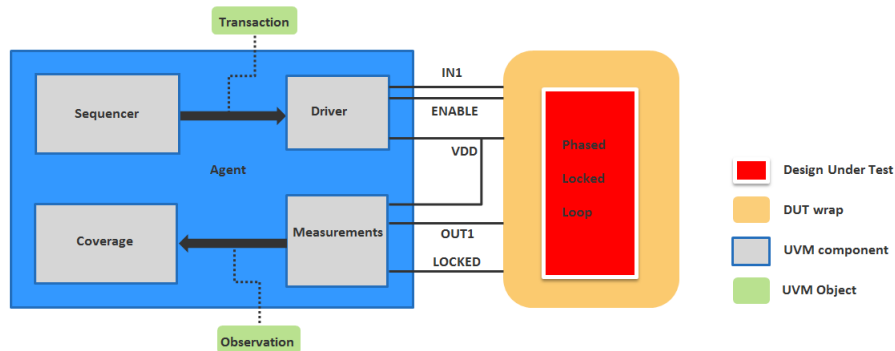 Transaction
Sequencer
Driver
IN1
ENABLE
VDD
Agent
Coverage
Measurements
OUT1
LOCKED
Observation
Phased
Locked
Loop
Design Under Test
DUT wrap
UVM component
UVM Object